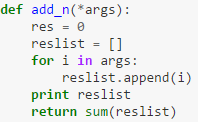 def add_n(*args):
    res = 0
    reslist = []
    for i in args:
        reslist.append(i)
    print reslist
    return sum(reslist)